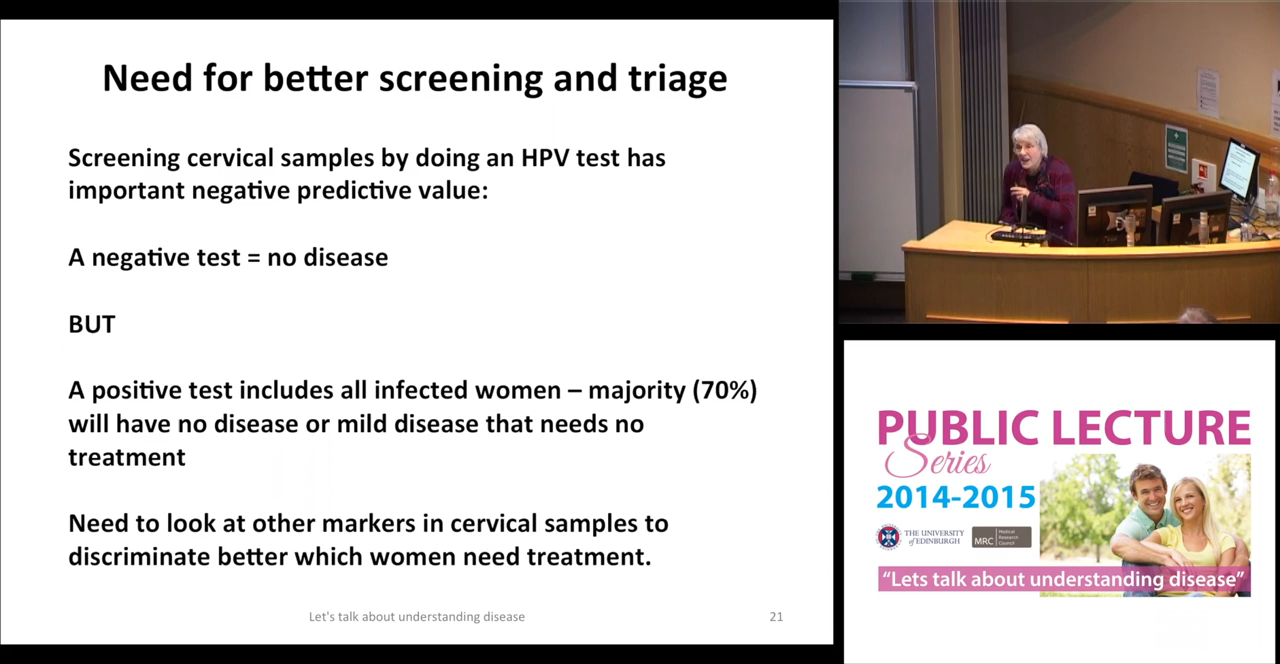 Need for better screening and triage
Screening cervical samples by doing an HPV test has
important negative predictive value:
A negative test = no disease
BUT
A positive test includes all infected women – majority (70%)
will have no disease or mild disease that needs no
treatment
Need to look at other markers in cervical samples to
discriminate better which women need treatment.
Let's talk about understanding disease
21
PUBLIC LECTURE
Series
2014-2015
THE UNIVERSITY
of EDINBURGH
MRC
Medical
Research
Council
“Lets talk about understanding disease”